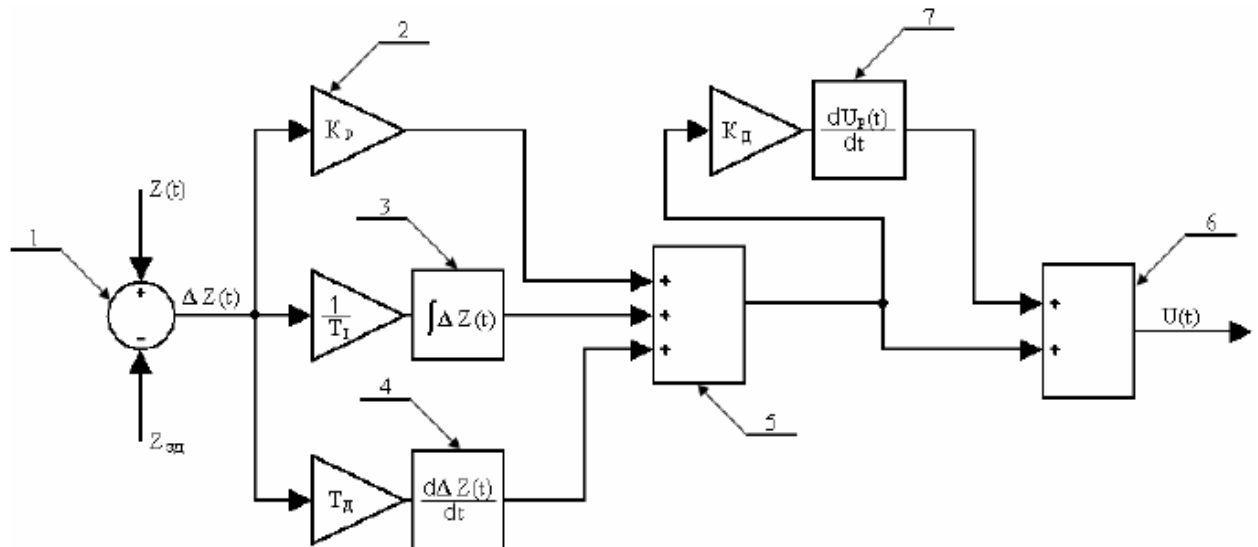 2
7
K_P
K_Д
dU_P(t)
dt
Z(t)
1
3
6
+
ΔZ(t)
-
1
T_I
∫ΔZ(t)
+
+
+
+
+
U(t)
4
5
Z_зд
T_Д
dΔZ(t)
dt